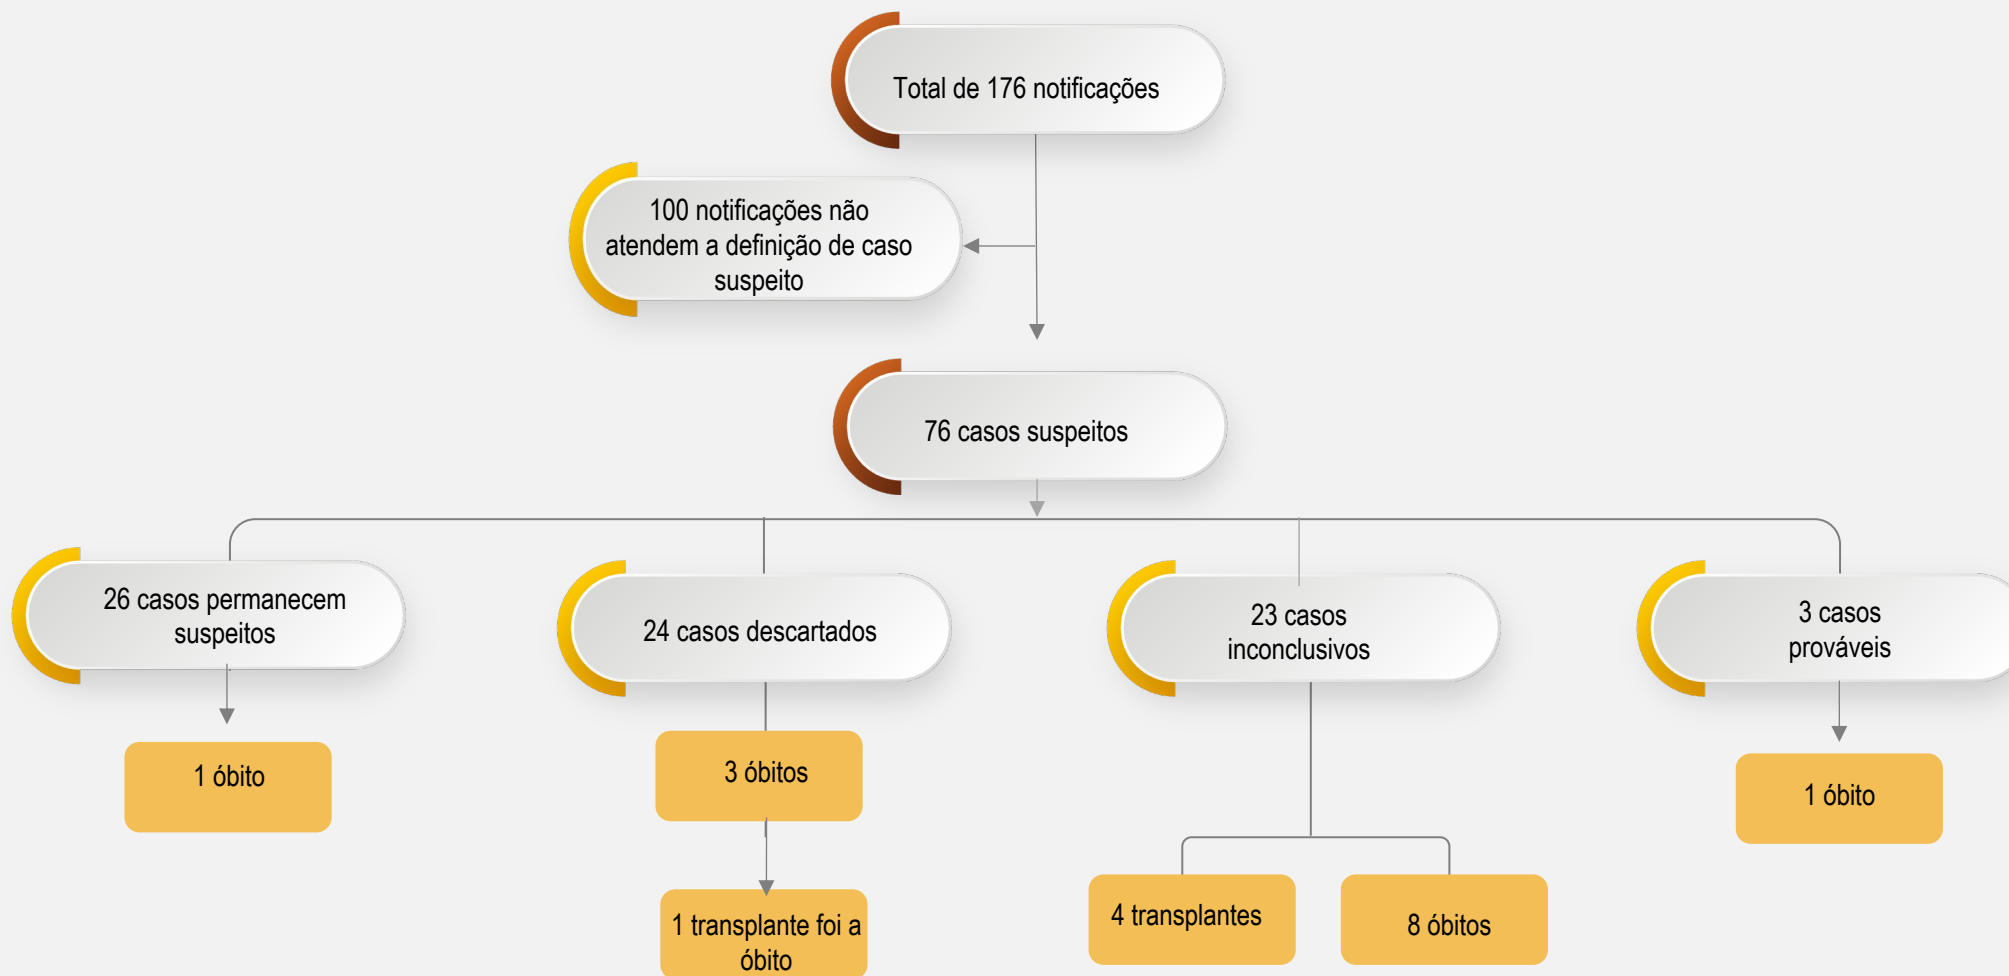 Total de 176 notificações
100 notificações não
atendem a definição de caso
suspeito
76 casos suspeitos
26 casos permanecem
suspeitos
24 casos descartados
23 casos
inconclusivos
3 casos
prováveis
1 óbito
3 óbitos
1 óbito
1 transplante foi a
óbito
4 transplantes
8 óbitos